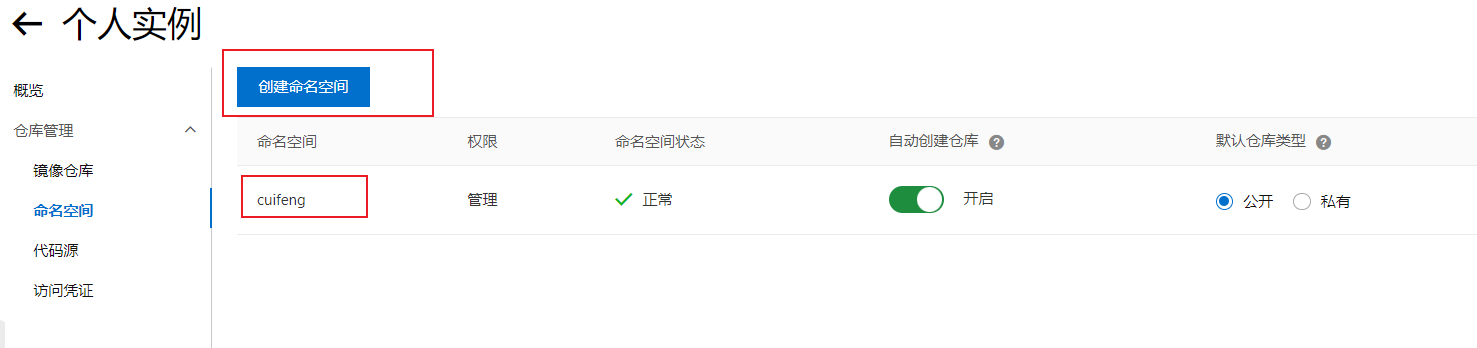 个人实例
概览
仓库管理
镜像仓库
命名空间
代码源
访问凭证
创建命名空间
命名空间 权限 命名空间状态 自动创建仓库 默认仓库类型
cuifeng 管理 正常 开启 公开 私有